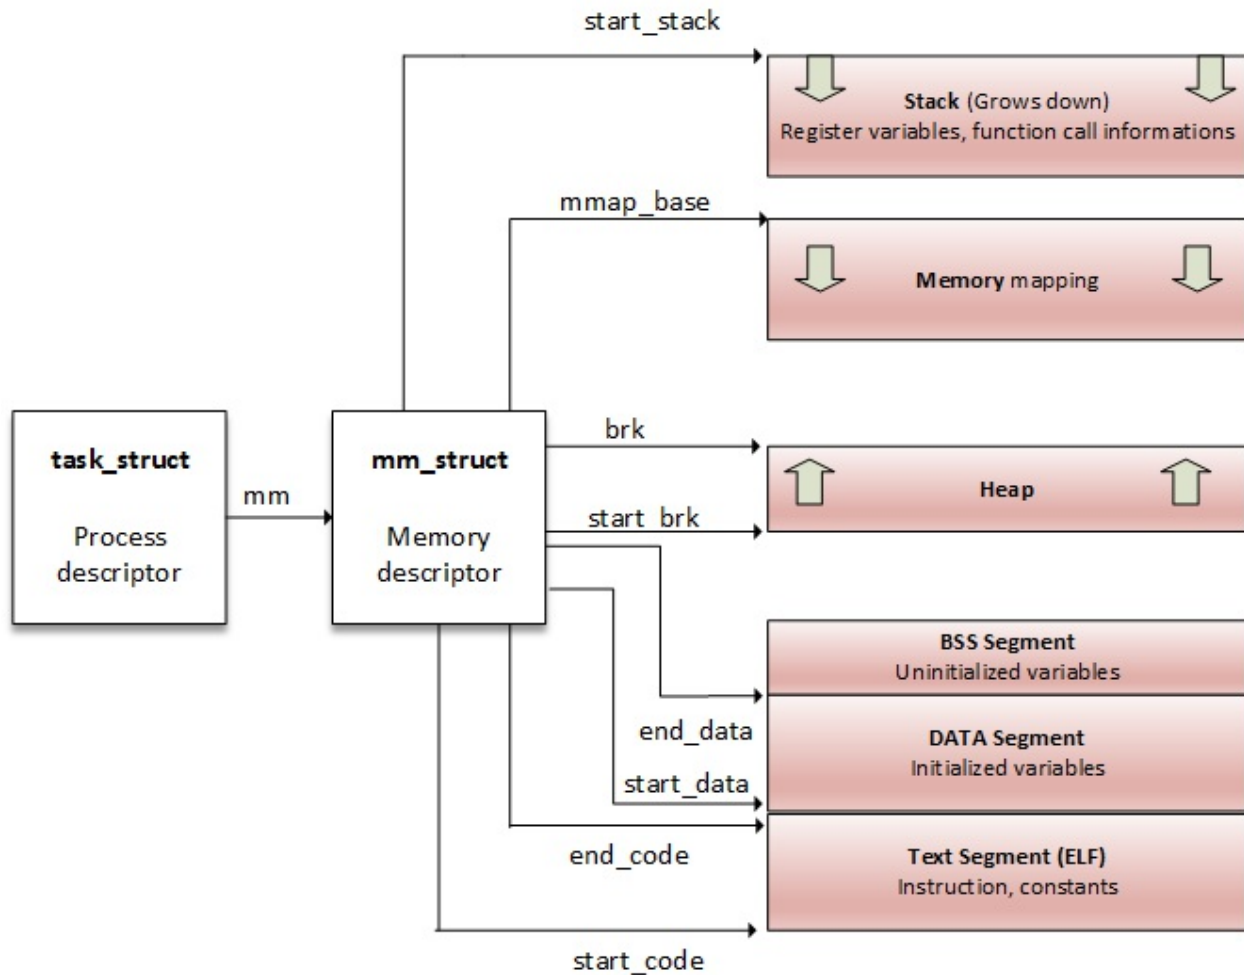 start_stack
Stack (Grows down)
Register variables, function call informations
mmap_base
Memory mapping
brk
Heap
start_brk
task_struct
Process
descriptor
mm
mm_struct
Memory
descriptor
BSS Segment
Uninitialized variables
end_data
DATA Segment
Initialized variables
start_data
end_code
Text Segment (ELF)
Instruction, constants
start_code